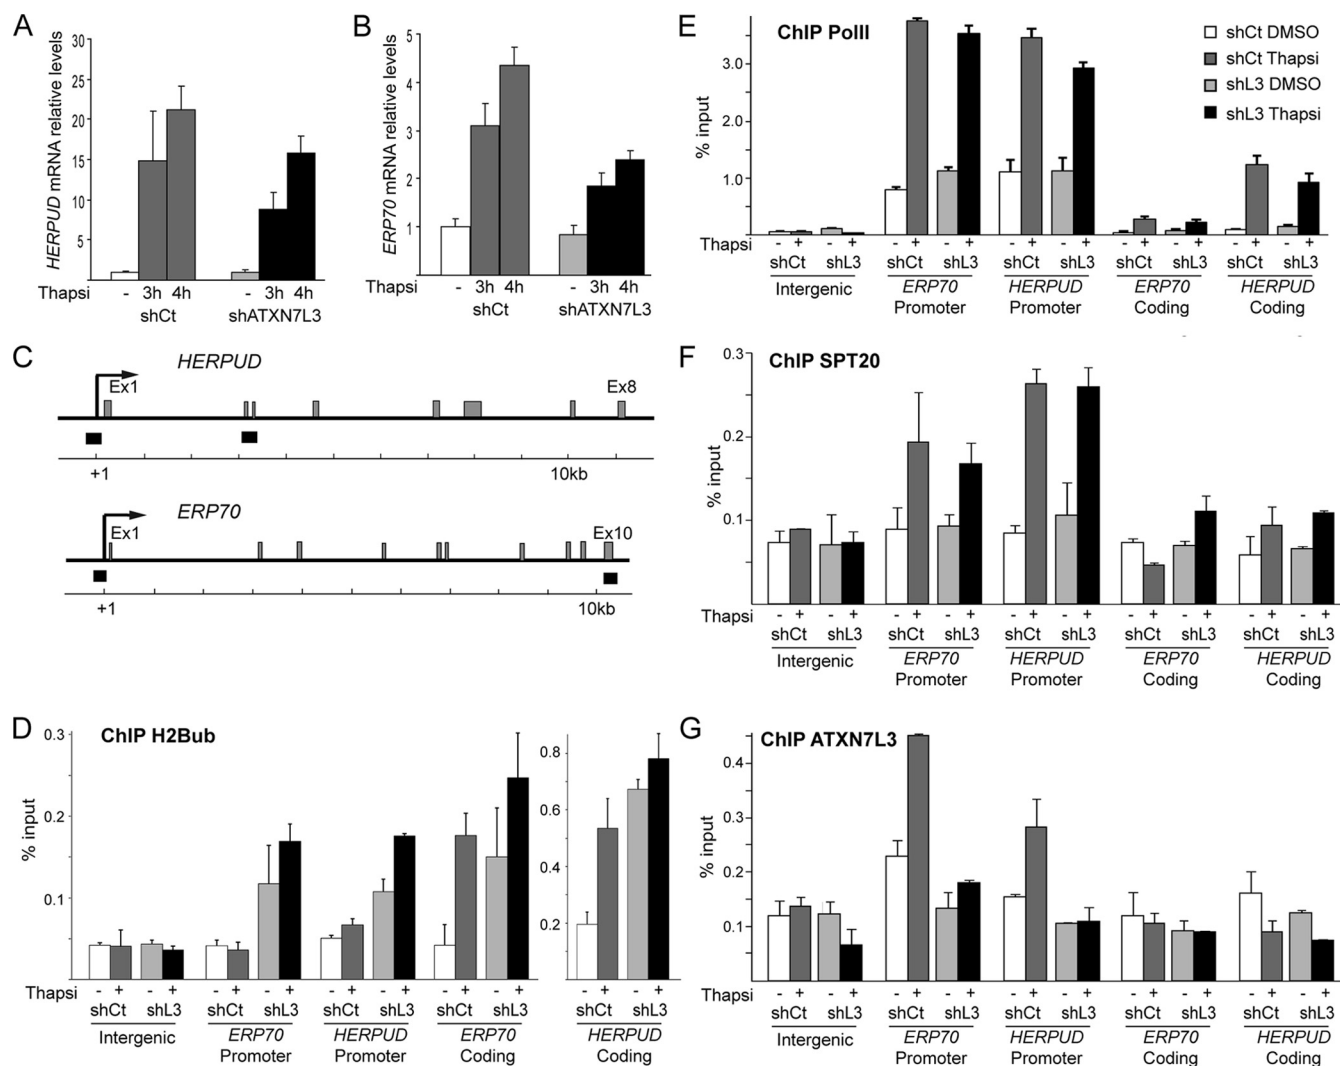 A
HERPUD mRNA relative levels
30
25
20
15
10
5
Thapsi - 3h 4h - 3h 4h
shCt shATXN7L3
B
ERP70 mRNA relative levels
5
4
3
2
1
Thapsi - 3h 4h - 3h 4h
shCt shATXN7L3
C
HERPUD
Ex1 Ex8
+1 10kb
ERP70
Ex1 Ex10
+1 10kb
D
ChIP H2Bub
% input
0.3
0.2
0.1
0.8
0.6
0.4
0.2
Thapsi - + - + - + - + - + - + - + - + - + - +
shCt shL3 shCt shL3 shCt shL3 shCt shL3 shCt shL3
Intergenic ERP70 HERPUD ERP70 HERPUD
Promoter Promoter Coding Coding
E
ChIP PolII
shCt DMSO
shCt Thapsi
shL3 DMSO
shL3 Thapsi
% input
3.0
2.0
1.0
Thapsi - + - + - + - + - + - + - + - + - + - +
shCt shL3 shCt shL3 shCt shL3 shCt shL3 shCt shL3
Intergenic ERP70 HERPUD ERP70 HERPUD
Promoter Promoter Coding Coding
F
ChIP SPT20
% input
0.3
0.2
0.1
Thapsi - + - + - + - + - + - + - + - + - + - +
shCt shL3 shCt shL3 shCt shL3 shCt shL3 shCt shL3
Intergenic ERP70 HERPUD ERP70 HERPUD
Promoter Promoter Coding Coding
G
ChIP ATXN7L3
% input
0.4
0.3
0.2
0.1
Thapsi - + - + - + - + - + - + - + - + - + - +
shCt shL3 shCt shL3 shCt shL3 shCt shL3 shCt shL3
Intergenic ERP70 HERPUD ERP70 HERPUD
Promoter Promoter Coding Coding